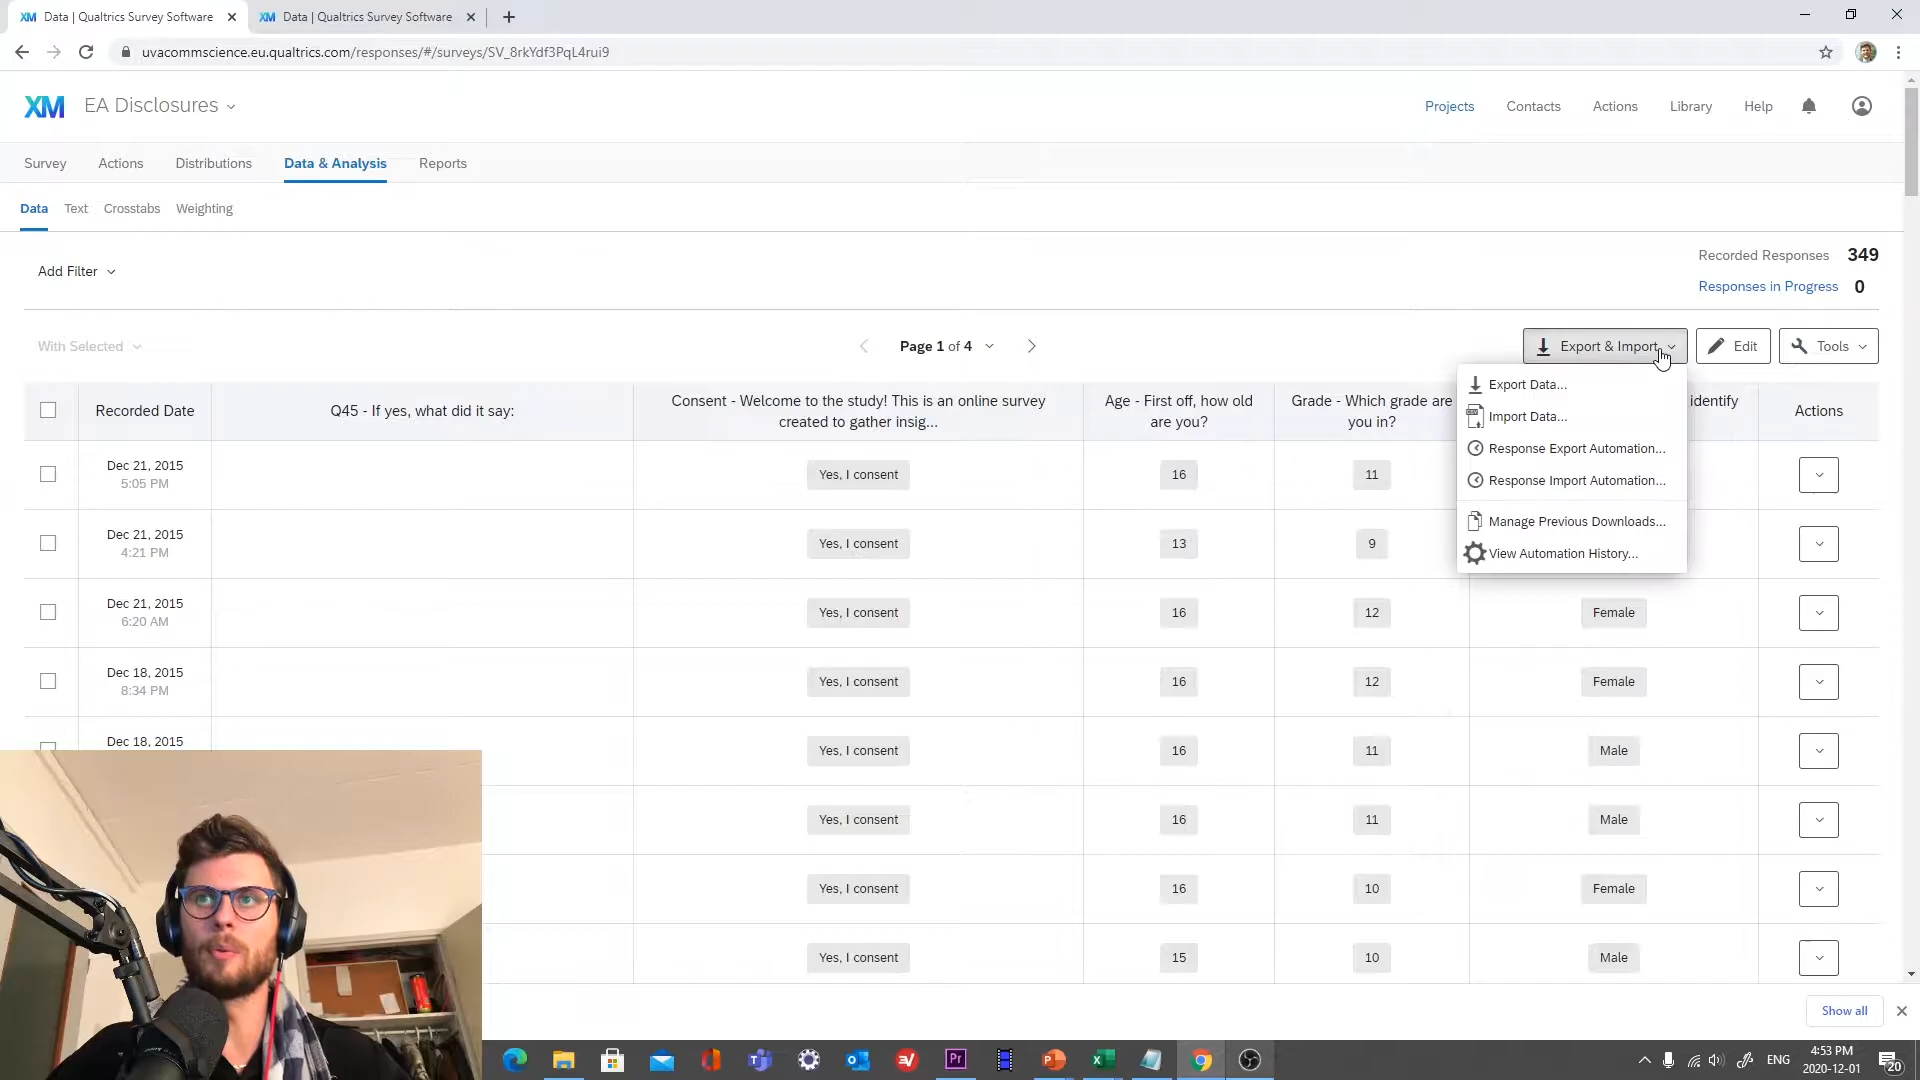 XM Data | Qualtrics Survey Software
XM Data | Qualtrics Survey Software
uvacommscience.eu.qualtrics.com/responses/#/surveys/SV_8rkYdf3PqL4rui9
XM EA Disclosures
Projects Contacts Actions Library Help
Survey Actions Distributions Data & Analysis Reports
Data Text Crosstabs Weighting
Add Filter
Recorded Responses 349
Responses in Progress 0
With Selected
Page 1 of 4
Export & Import Edit Tools
Export Data...
Import Data...
Response Export Automation...
Response Import Automation...
Manage Previous Downloads...
View Automation History...
Recorded Date
Q45 - If yes, what did it say:
Consent - Welcome to the study! This is an online survey
created to gather insig...
Age - First off, how old
are you?
Grade - Which grade are
you in?
identify
Actions
Dec 21, 2015
5:05 PM
Yes, I consent 16 11
Dec 21, 2015
4:21 PM
Yes, I consent 13 9
Dec 21, 2015
6:20 AM
Yes, I consent 16 12 Female
Dec 18, 2015
8:34 PM
Yes, I consent 16 12 Female
Dec 18, 2015
Yes, I consent 16 11 Male
Yes, I consent 16 11 Male
Yes, I consent 16 10 Female
Yes, I consent 15 10 Male
Show all
Pr
ENG
4:53 PM
2020-12-01
20